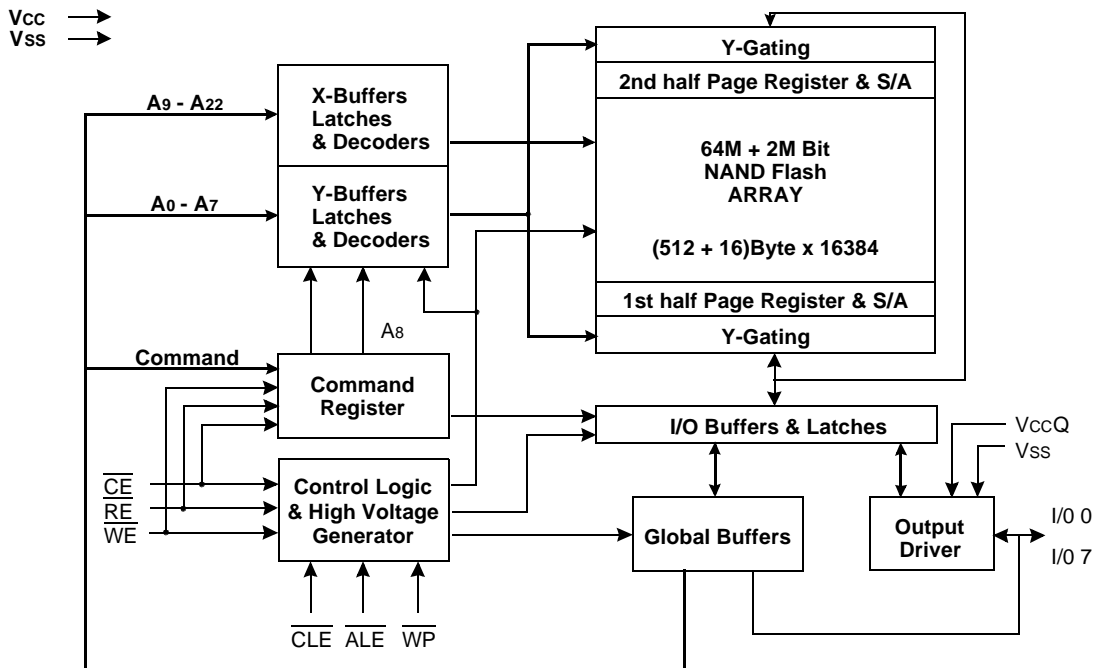 VCC
VSS
A9 - A22
X-Buffers
Latches
& Decoders
A0 - A7
Y-Buffers
Latches
& Decoders
Y-Gating
2nd half Page Register & S/A
64M + 2M Bit
NAND Flash
ARRAY
(512 + 16)Byte x 16384
1st half Page Register & S/A
Y-Gating
A8
Command
Command
Register
I/O Buffers & Latches
VCCQ
VSS
CE
RE
WE
Control Logic
& High Voltage
Generator
Global Buffers
Output
Driver
I/0 0
I/0 7
CLE
ALE
WP